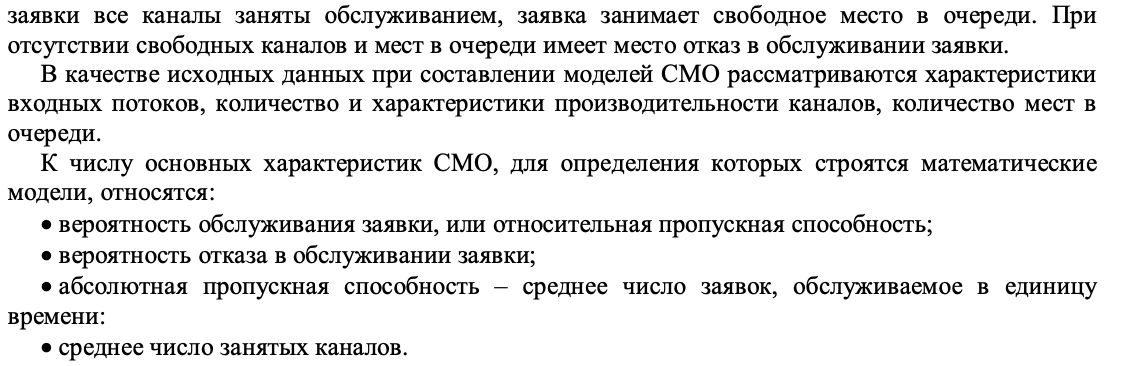 заявки все каналы заняты обслуживанием, заявка занимает свободное место в очереди. При
отсутствии свободных каналов и мест в очереди имеет место отказ в обслуживании заявки.
В качестве исходных данных при составлении моделей СМО рассматриваются характеристики
входных потоков, количество и характеристики производительности каналов, количество мест в
очереди.
К числу основных характеристик СМО, для определения которых строятся математические
модели, относятся:
• вероятность обслуживания заявки, или относительная пропускная способность;
• вероятность отказа в обслуживании заявки;
• абсолютная пропускная способность – среднее число заявок, обслуживаемое в единицу
времени:
• среднее число занятых каналов.